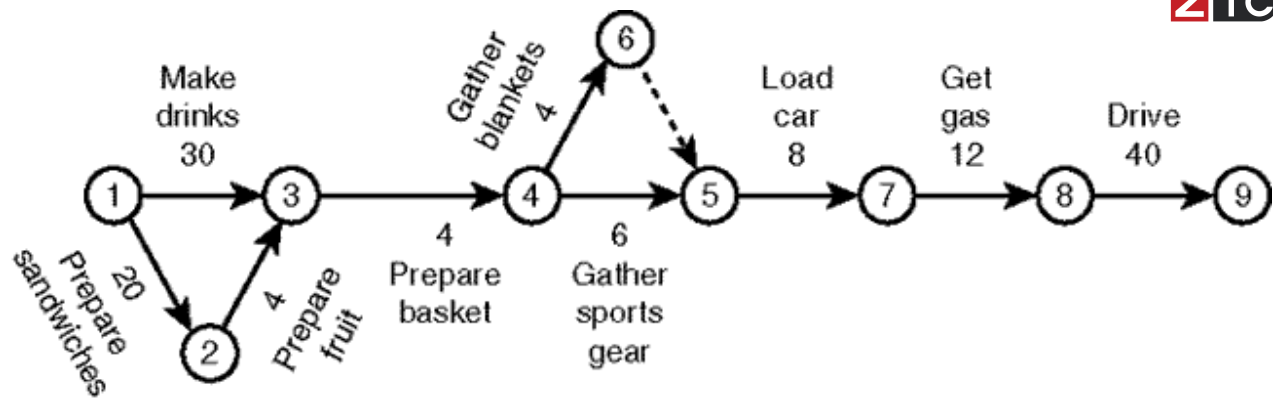 Make
drinks
30
Gather
blankets
4
6
Load
car
8
Get
gas
12
Drive
40
1
3
4
5
7
8
9
20
Prepare
sandwiches
2
4
Prepare
fruit
4
Prepare
basket
6
Gather
sports
gear